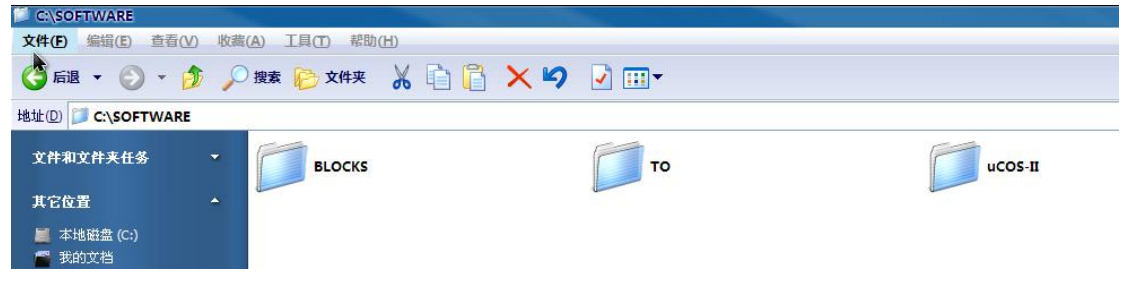 C:\SOFTWARE
文件(F) 编辑(E) 查看(V) 收藏(A) 工具(T) 帮助(H)
后退 搜索 文件夹
地址(D) C:\SOFTWARE
文件和文件夹任务
BLOCKS TO uCOS-II
其它位置
本地磁盘 (C:)
我的文档